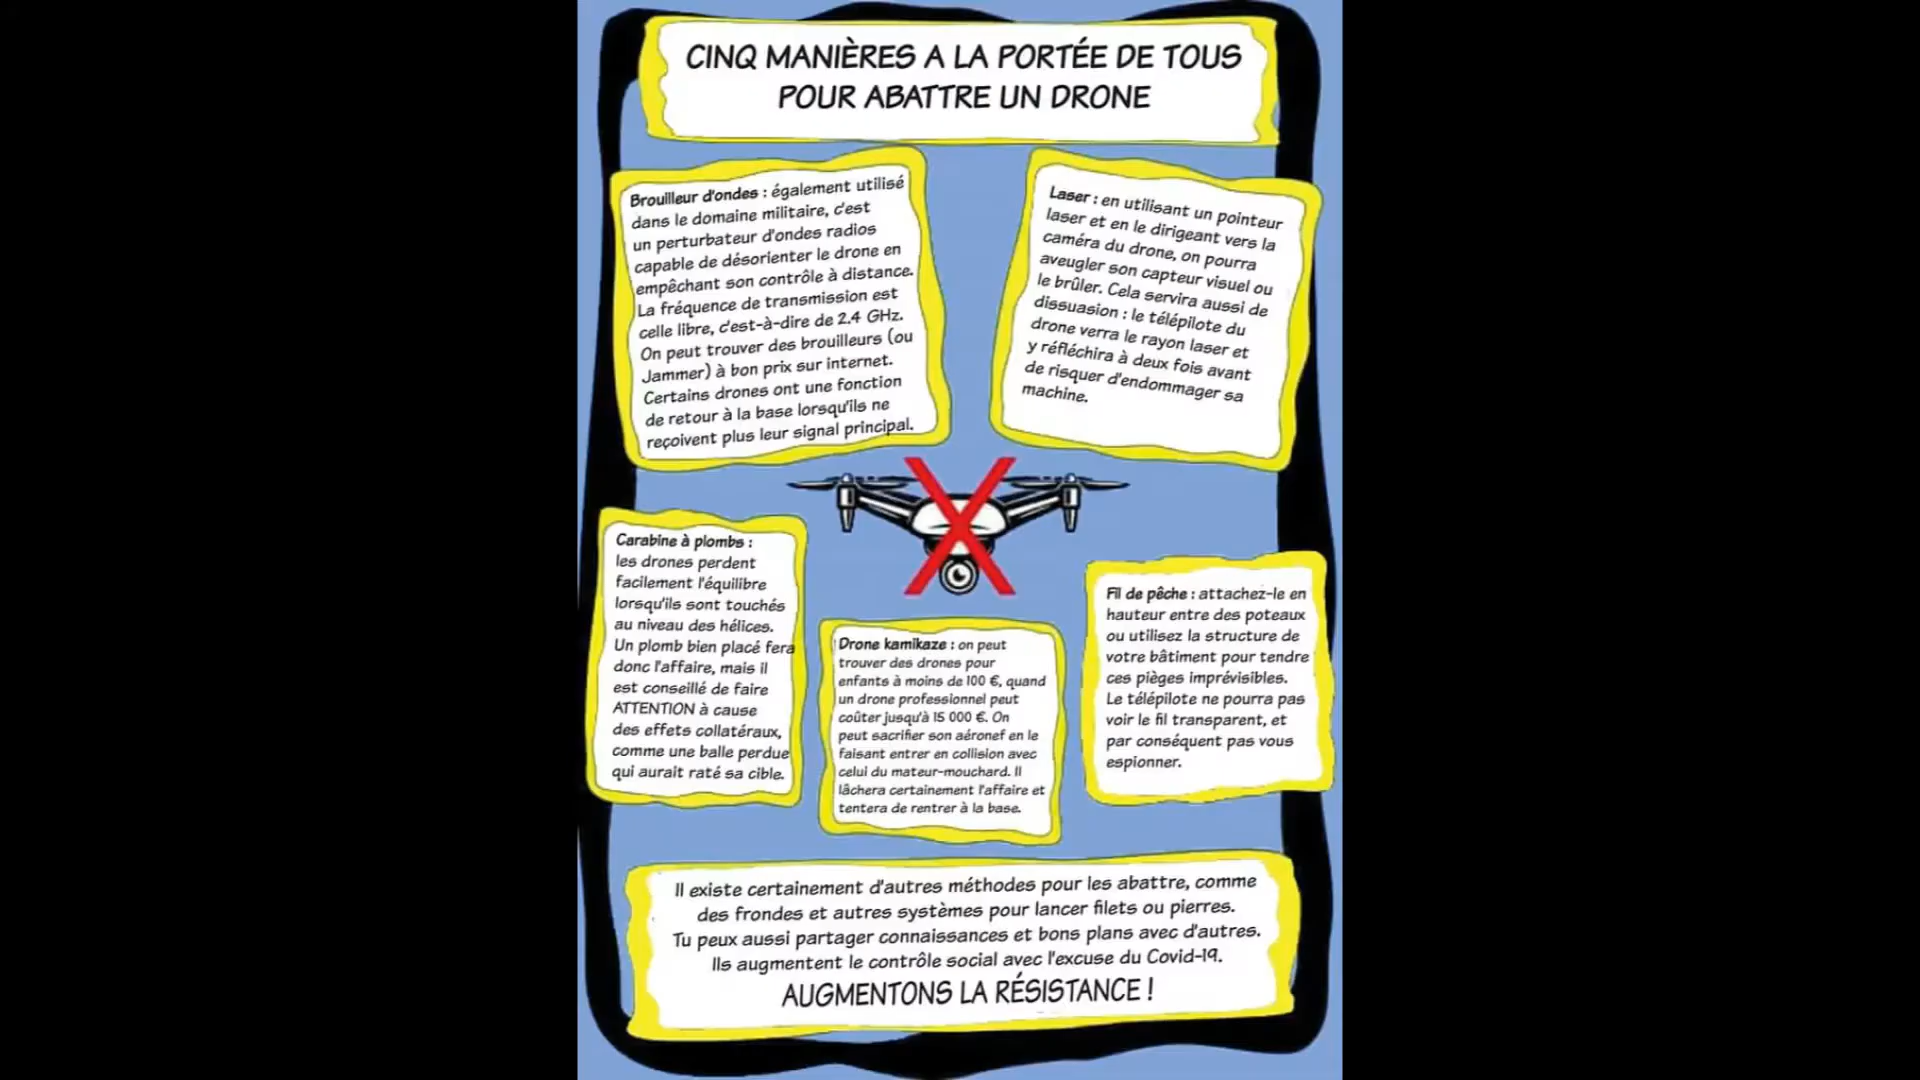 CINQ MANIÈRES A LA PORTÉE DE TOUS
POUR ABATTRE UN DRONE
Brouilleur d'ondes : également utilisé
dans le domaine militaire, c'est
un perturbateur d'ondes radios
capable de désorienter le drone en
empêchant son contrôle à distance.
La fréquence de transmission est
celle libre, c'est-à-dire de 2.4 GHz.
On peut trouver des brouilleurs (ou
Jammer) à bon prix sur internet.
Certains drones ont une fonction
de retour à la base lorsqu'ils ne
reçoivent plus leur signal principal.
Laser : en utilisant un pointeur
laser et en le dirigeant vers la
caméra du drone, on pourra
aveugler son capteur visuel ou
le brûler. Cela servira aussi de
dissuasion : le télépilote du
drone verra le rayon laser et
y réfléchira à deux fois avant
de risquer d'endommager sa
machine.
Carabine à plombs :
les drones perdent
facilement l'équilibre
lorsqu'ils sont touchés
au niveau des hélices.
Un plomb bien placé fera
donc l'affaire, mais il
est conseillé de faire
ATTENTION à cause
des effets collatéraux,
comme une balle perdue
qui aurait raté sa cible.
Drone kamikaze : on peut
trouver des drones pour
enfants à moins de 100 €, quand
un drone professionnel peut
coûter jusqu'à 15 000 €. On
peut sacrifier son aéronef en le
faisant entrer en collision avec
celui du mateur-mouchard. Il
lâchera certainement l'affaire et
tentera de rentrer à la base.
Fil de pêche : attachez-le en
hauteur entre des poteaux
ou utilisez la structure de
votre bâtiment pour tendre
ces pièges imprévisibles.
Le télépilote ne pourra pas
voir le fil transparent, et
par conséquent pas vous
espionner.
Il existe certainement d'autres méthodes pour les abattre, comme
des frondes et autres systèmes pour lancer filets ou pierres.
Tu peux aussi partager connaissances et bons plans avec d'autres.
Ils augmentent le contrôle social avec l'excuse du Covid-19.
AUGMENTONS LA RÉSISTANCE !